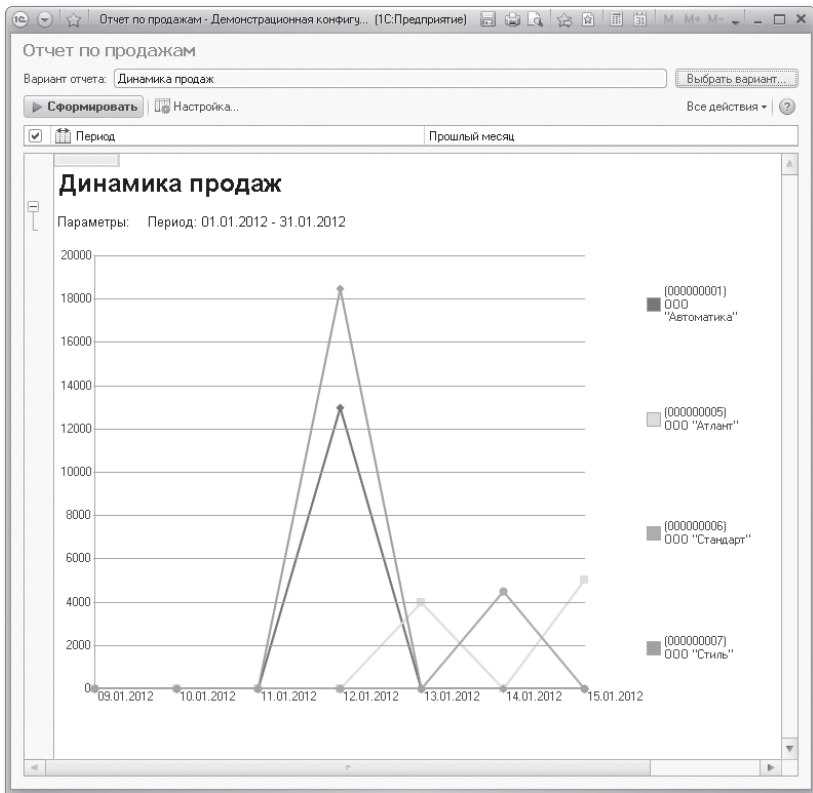 Отчет по продажам - Демонстрационная конфигу... (1С:Предприятие)
M M+ M-
Отчет по продажам
Вариант отчета: Динамика продаж Выбрать вариант...
Сформировать Настройка... Все действия
Период Прошлый месяц
Динамика продаж
Параметры: Период: 01.01.2012 - 31.01.2012
20000
18000
16000
14000
12000
10000
8000
6000
4000
2000
0
09.01.2012 10.01.2012 11.01.2012 12.01.2012 13.01.2012 14.01.2012 15.01.2012
(000000001)
ООО
"Автоматика"
(000000005)
ООО "Атлант"
(000000006)
ООО "Стандарт"
(000000007)
ООО "Стиль"